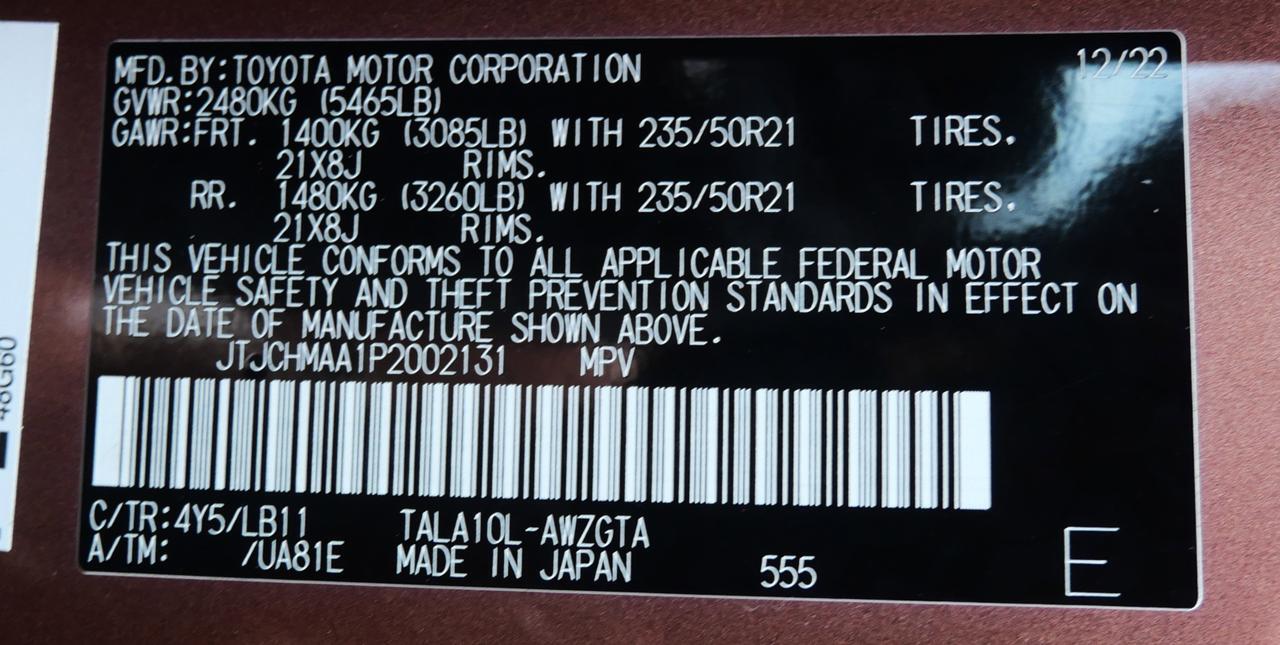 MFD. BY: TOYOTA MOTOR CORPORATION 12/22
GVWR: 2480KG (5465LB)
GAWR: FRT. 1400KG (3085LB) WITH 235/50R21 TIRES.
21X8J RIMS.
RR. 1480KG (3260LB) WITH 235/50R21 TIRES.
21X8J RIMS.
THIS VEHICLE CONFORMS TO ALL APPLICABLE FEDERAL MOTOR
VEHICLE SAFETY AND THEFT PREVENTION STANDARDS IN EFFECT ON
THE DATE OF MANUFACTURE SHOWN ABOVE.
JTJCHMAA1P2002131 MPV
C/TR: 4Y5/LB11 TALA10L-AWZGTA
A/TM: /UA81E MADE IN JAPAN 555 E
48G60